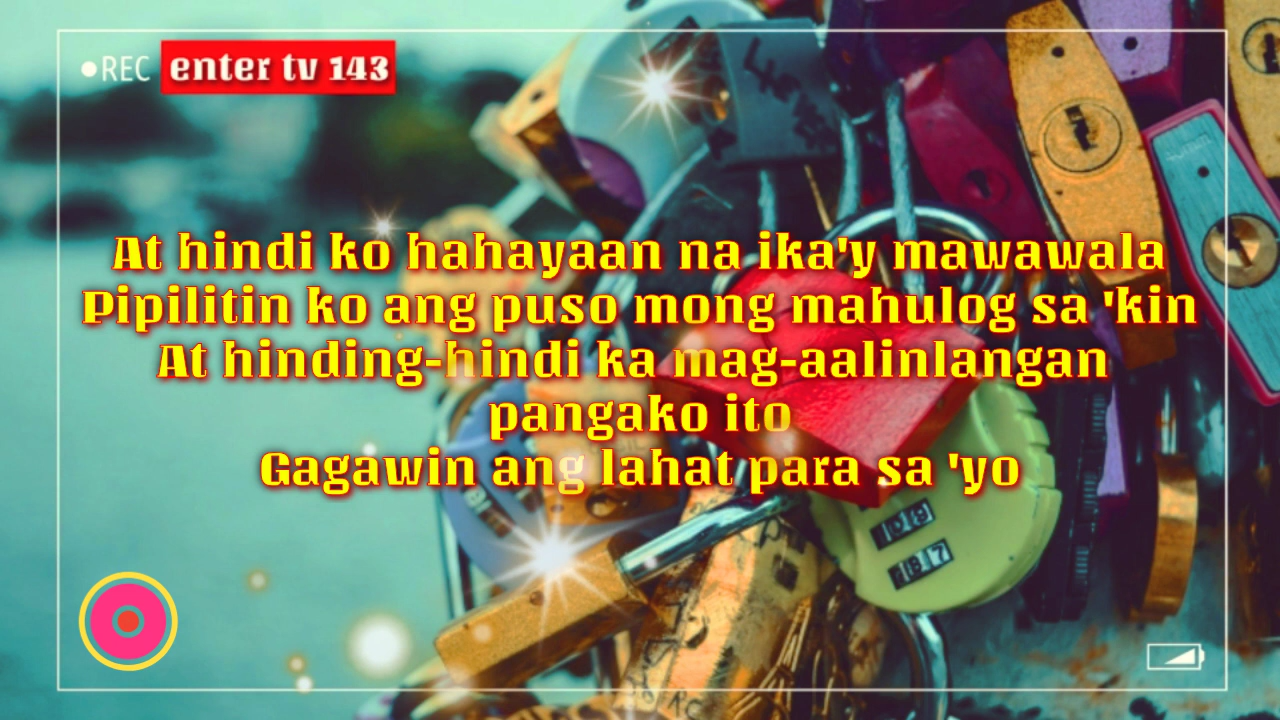 REC enter tv 143
At hindi ko hahayaan na ika'y mawawala
Pipilitin ko ang puso mong mahulog sa 'kin
At hinding-hindi ka mag-aalinlangan
pangako ito
Gagawin ang lahat para sa 'yo